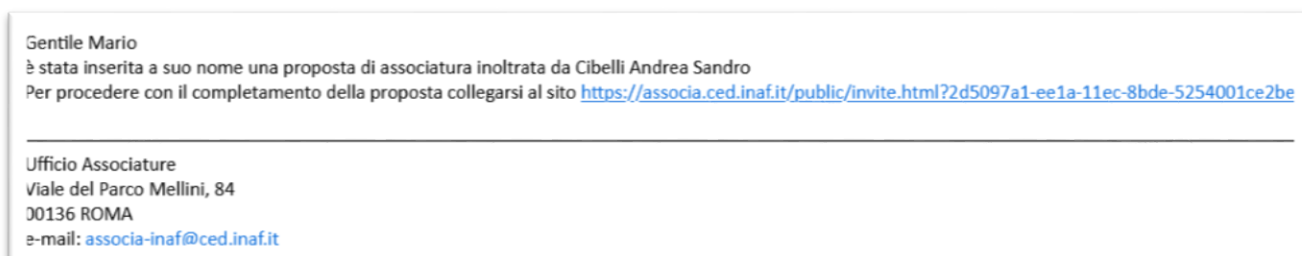 Gentile Mario
è stata inserita a suo nome una proposta di associatura inoltrata da Cibelli Andrea Sandro
Per procedere con il completamento della proposta collegarsi al sito https://associa.ced.inaf.it/public/invite.html?2d5097a1-ee1a-11ec-8bde-5254001ce2be
Ufficio Associature
Viale del Parco Mellini, 84
00136 ROMA
e-mail: associa-inaf@ced.inaf.it